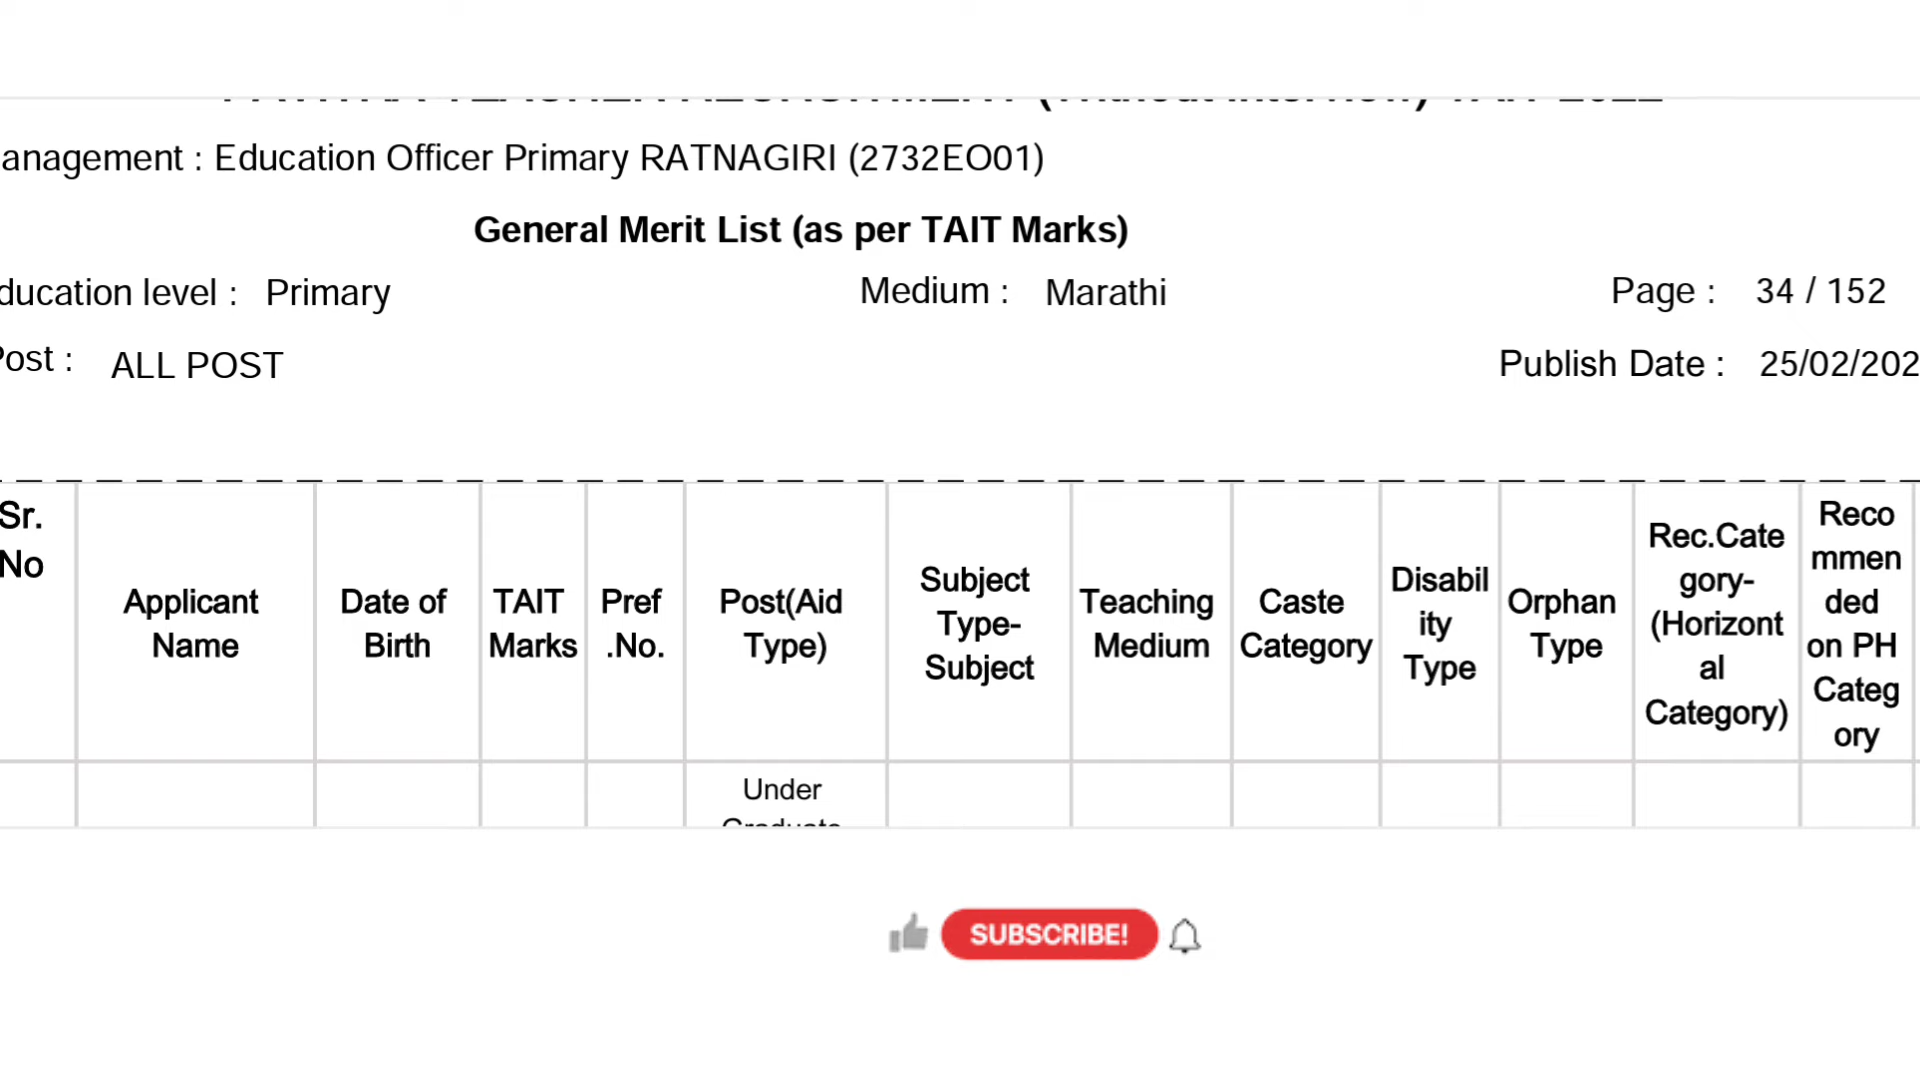 anagement : Education Officer Primary RATNAGIRI (2732EO01)
General Merit List (as per TAIT Marks)
ducation level : Primary Medium : Marathi Page : 34 / 152
Post : ALL POST Publish Date : 25/02/202
Sr.
No
Applicant
Name
Date of
Birth
TAIT
Marks
Pref
.No.
Post(Aid
Type)
Subject
Type-
Subject
Teaching
Medium
Caste
Category
Disabil
ity
Type
Orphan
Type
Rec.Cate
gory-
(Horizont
al
Category)
Reco
mmen
ded
on PH
Categ
ory
Under
Graduate
SUBSCRIBE!